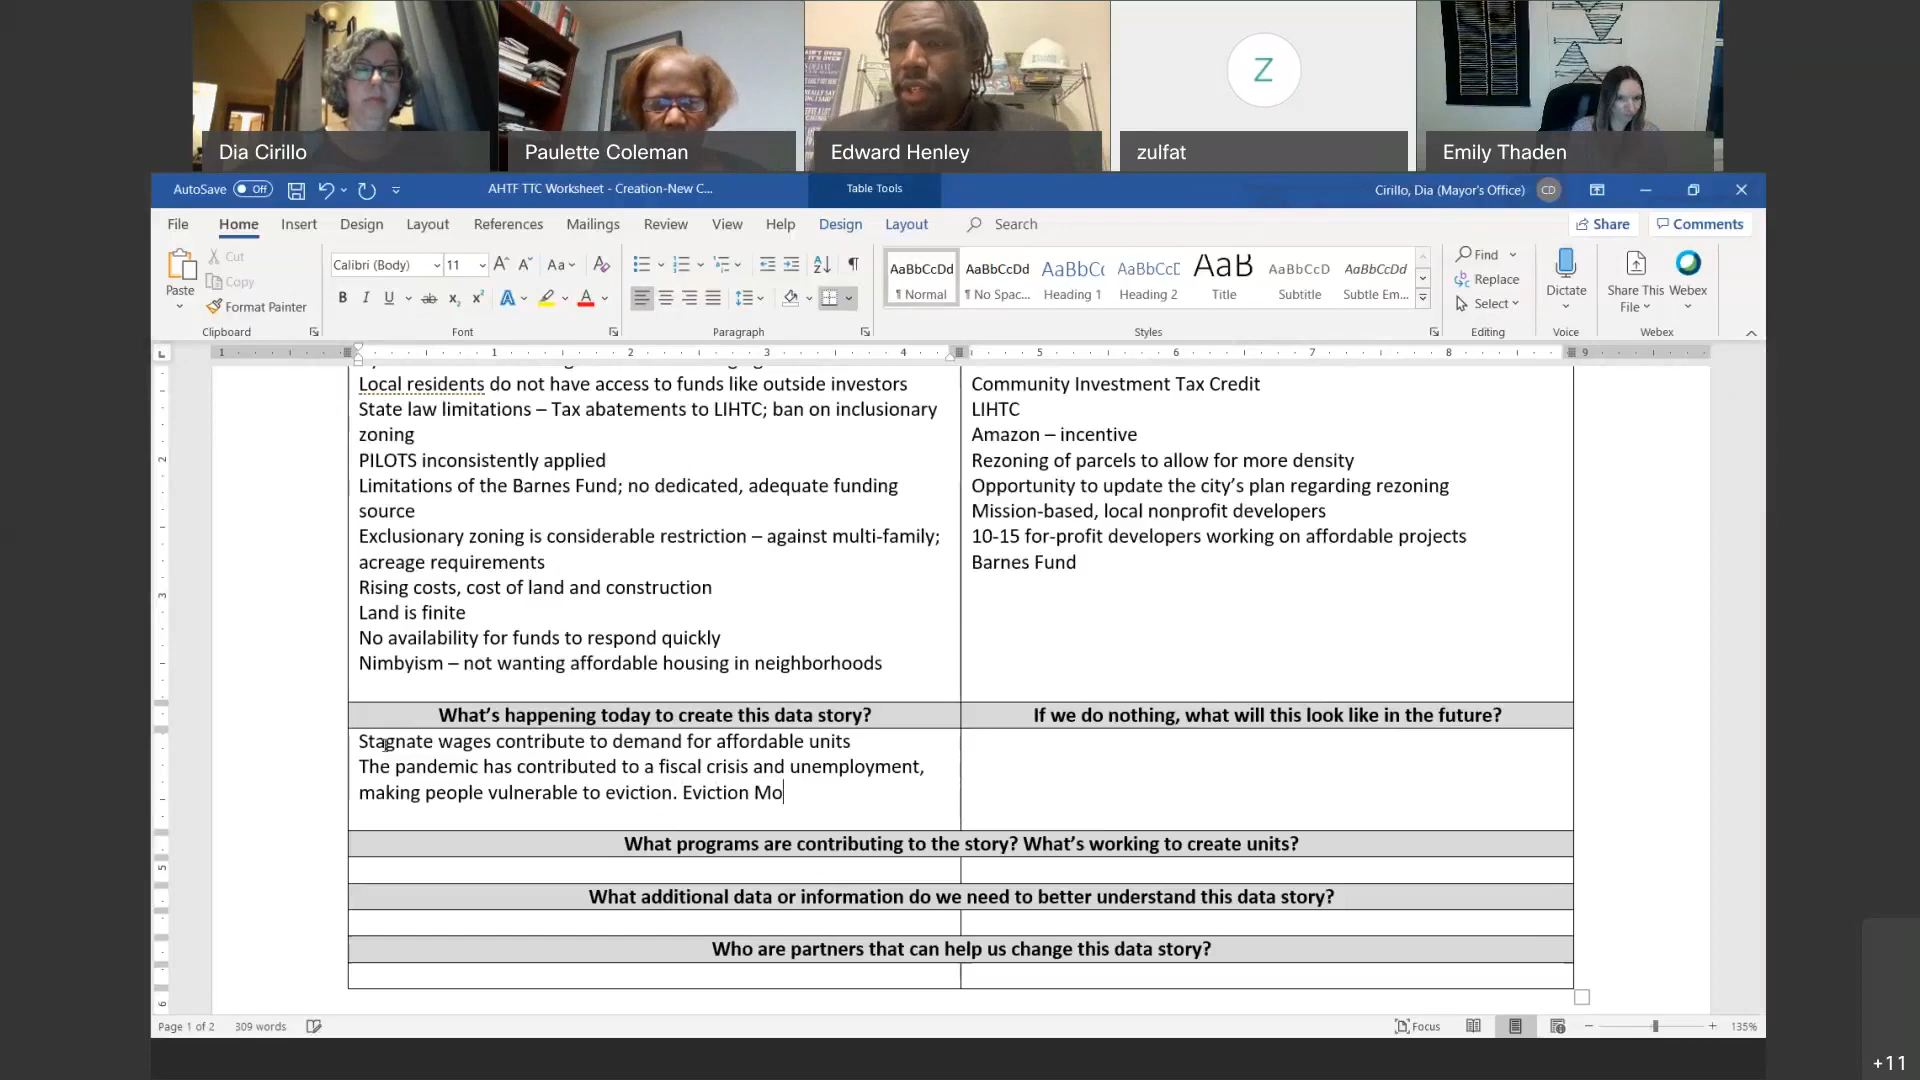 Dia Cirillo
Paulette Coleman
Edward Henley
Z
zulfat
Emily Thaden
AutoSave Off
AHTF TTC Worksheet - Creation-New C...
Table Tools
Cirillo, Dia (Mayor's Office) CD
File Home Insert Design Layout References Mailings Review View Help Design Layout Search Share Comments
Paste
Cut
Copy
Format Painter
Clipboard
Calibri (Body) 11
Font
Paragraph
AaBbCcDd AaBbCcDd AaBbCc AaBbCcD AaB AaBbCcD AaBbCcDd
Normal No Spac... Heading 1 Heading 2 Title Subtitle Subtle Em...
Styles
Find
Replace
Select
Editing
Dictate
Voice
Share This File
Webex
Webex
1 1 2 3 4 5 6 7 8 9
Local residents do not have access to funds like outside investors
State law limitations – Tax abatements to LIHTC; ban on inclusionary
zoning
PILOTS inconsistently applied
Limitations of the Barnes Fund; no dedicated, adequate funding
source
Exclusionary zoning is considerable restriction – against multi-family;
acreage requirements
Rising costs, cost of land and construction
Land is finite
No availability for funds to respond quickly
Nimbyism – not wanting affordable housing in neighborhoods
Community Investment Tax Credit
LIHTC
Amazon – incentive
Rezoning of parcels to allow for more density
Opportunity to update the city's plan regarding rezoning
Mission-based, local nonprofit developers
10-15 for-profit developers working on affordable projects
Barnes Fund
What's happening today to create this data story?
If we do nothing, what will this look like in the future?
Stagnate wages contribute to demand for affordable units
The pandemic has contributed to a fiscal crisis and unemployment,
making people vulnerable to eviction. Eviction Mo
What programs are contributing to the story? What's working to create units?
What additional data or information do we need to better understand this data story?
Who are partners that can help us change this data story?
Page 1 of 2 309 words
Focus
135%
+11